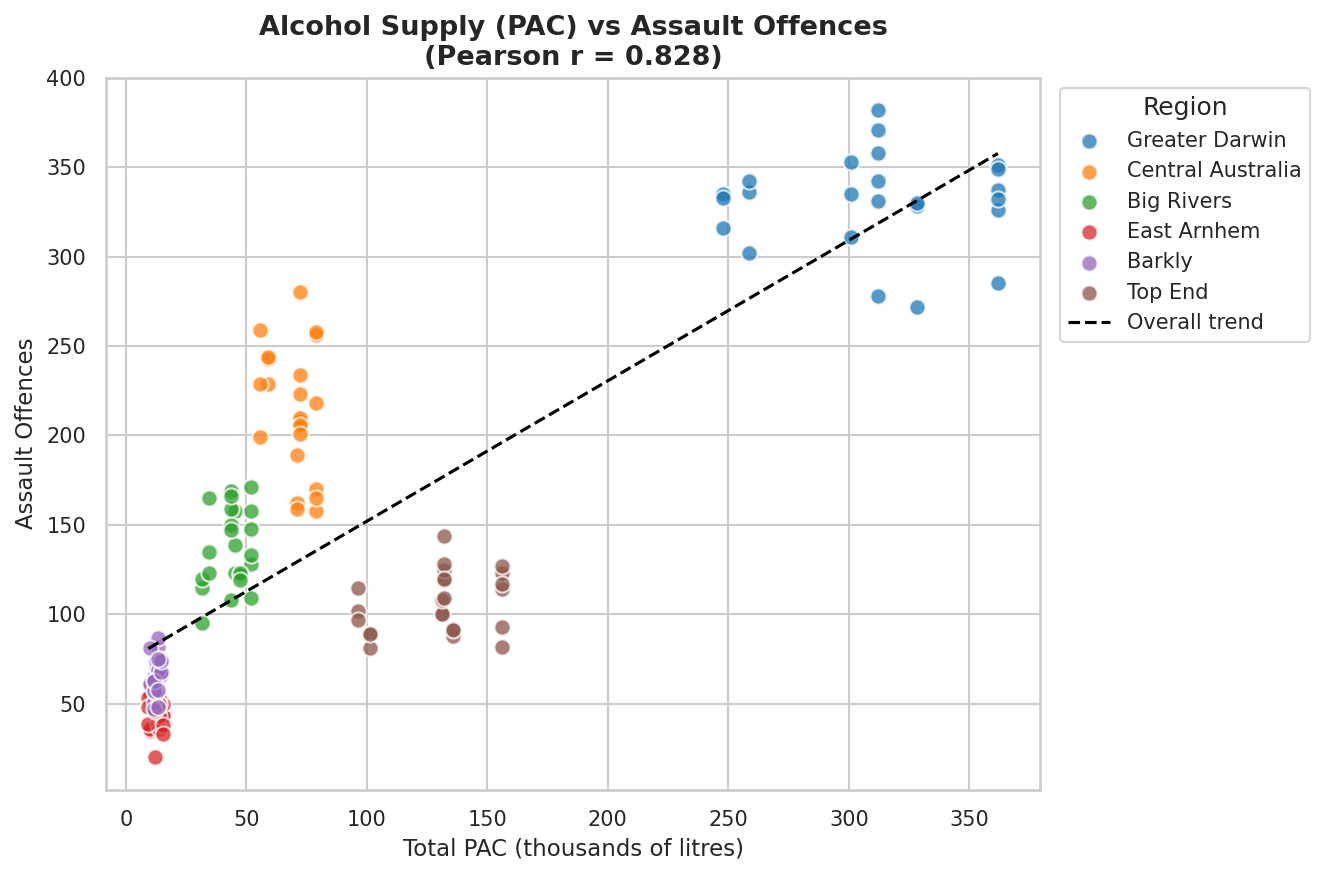 Alcohol Supply (PAC) vs Assault Offences
(Pearson r = 0.828)
400
350
300
250
200
150
100
50
Assault Offences
0
50
100
150
200
250
300
350
Total PAC (thousands of litres)
Region
Greater Darwin
Central Australia
Big Rivers
East Arnhem
Barkly
Top End
Overall trend